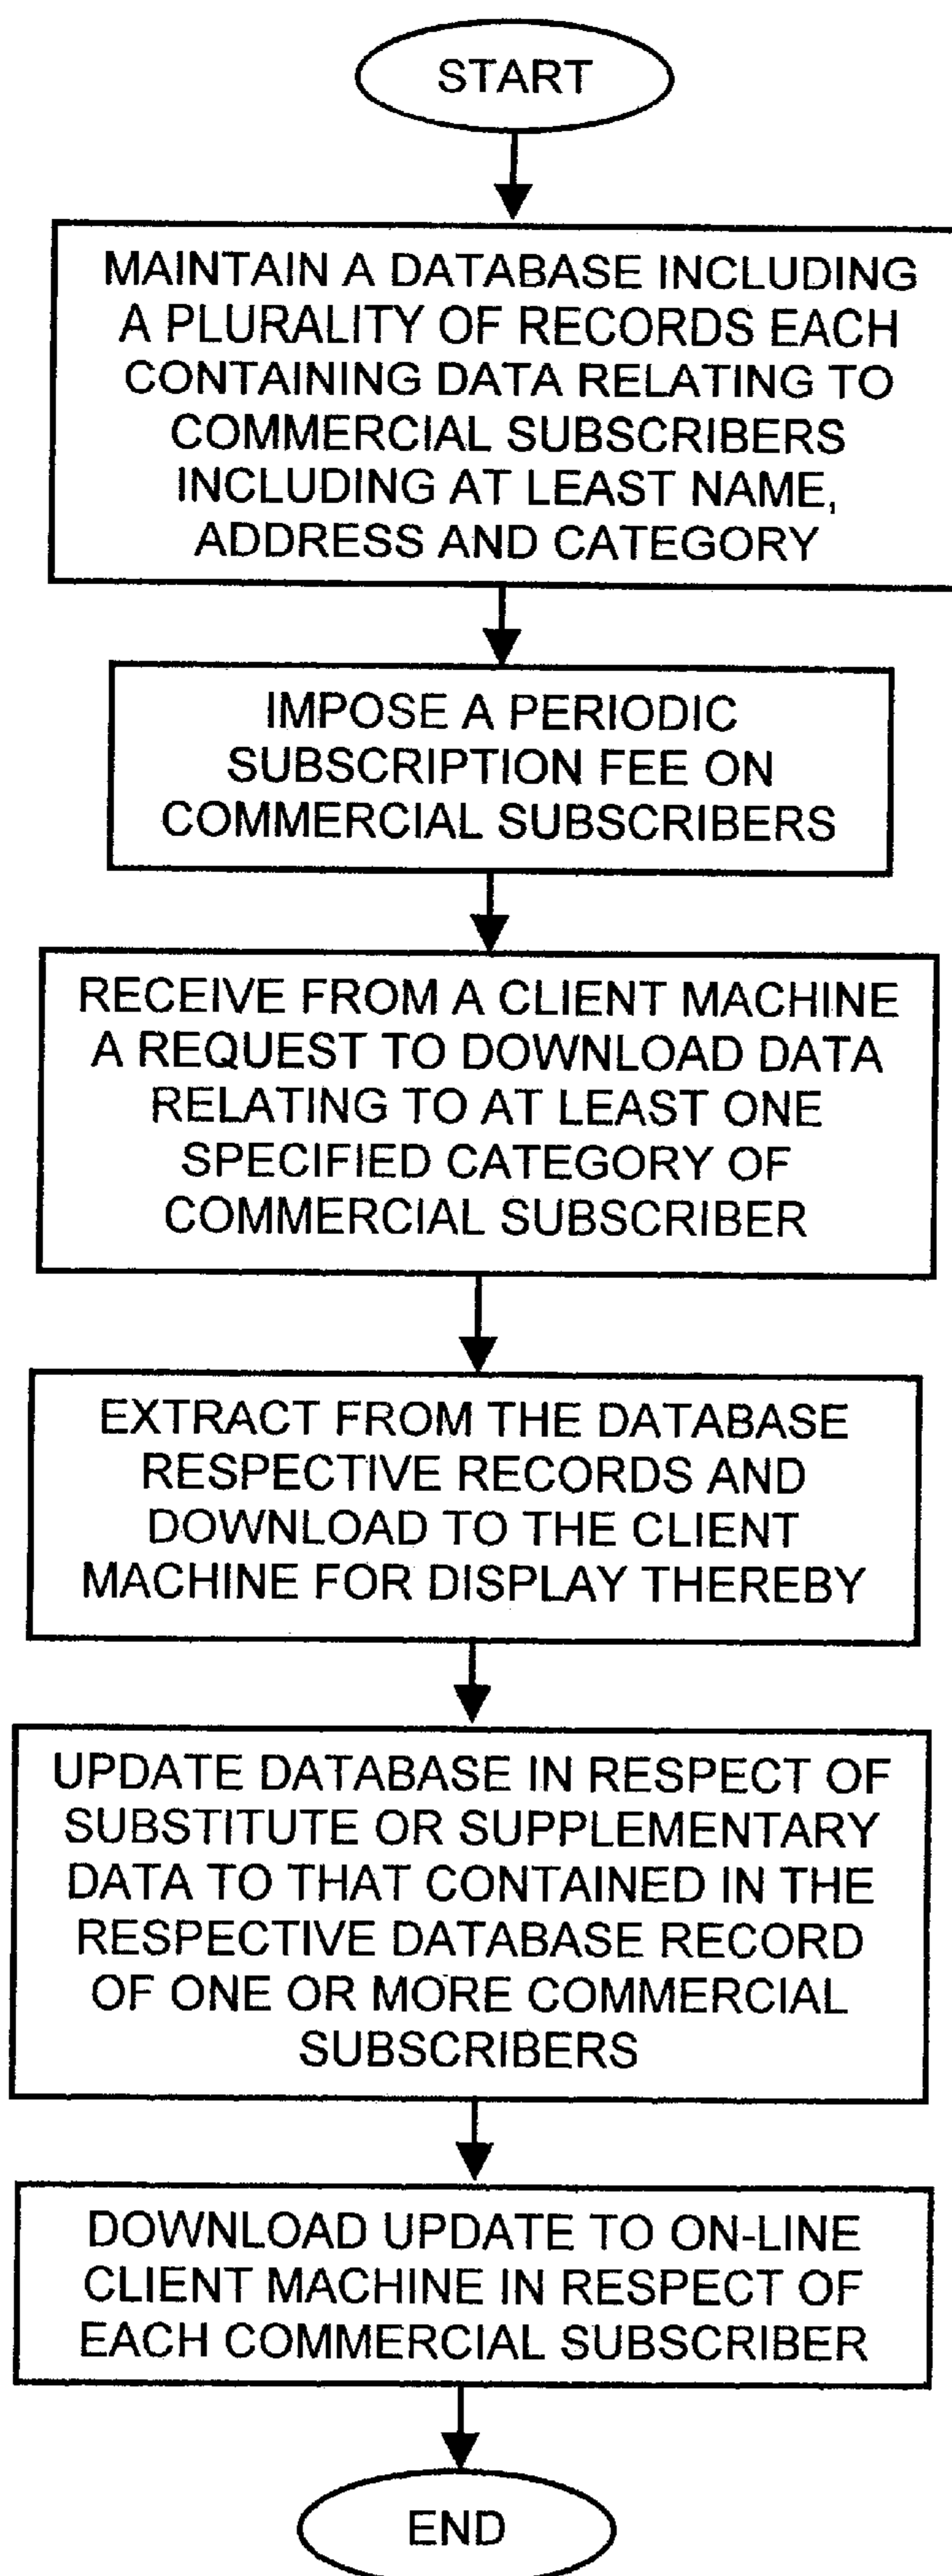 START
MAINTAIN A DATABASE INCLUDING
A PLURALITY OF RECORDS EACH
CONTAINING DATA RELATING TO
COMMERCIAL SUBSCRIBERS
INCLUDING AT LEAST NAME,
ADDRESS AND CATEGORY
IMPOSE A PERIODIC
SUBSCRIPTION FEE ON
COMMERCIAL SUBSCRIBERS
RECEIVE FROM A CLIENT MACHINE
A REQUEST TO DOWNLOAD DATA
RELATING TO AT LEAST ONE
SPECIFIED CATEGORY OF
COMMERCIAL SUBSCRIBER
EXTRACT FROM THE DATABASE
RESPECTIVE RECORDS AND
DOWNLOAD TO THE CLIENT
MACHINE FOR DISPLAY THEREBY
UPDATE DATABASE IN RESPECT OF
SUBSTITUTE OR SUPPLEMENTARY
DATA TO THAT CONTAINED IN THE
RESPECTIVE DATABASE RECORD
OF ONE OR MORE COMMERCIAL
SUBSCRIBERS
DOWNLOAD UPDATE TO ON-LINE
CLIENT MACHINE IN RESPECT OF
EACH COMMERCIAL SUBSCRIBER
END